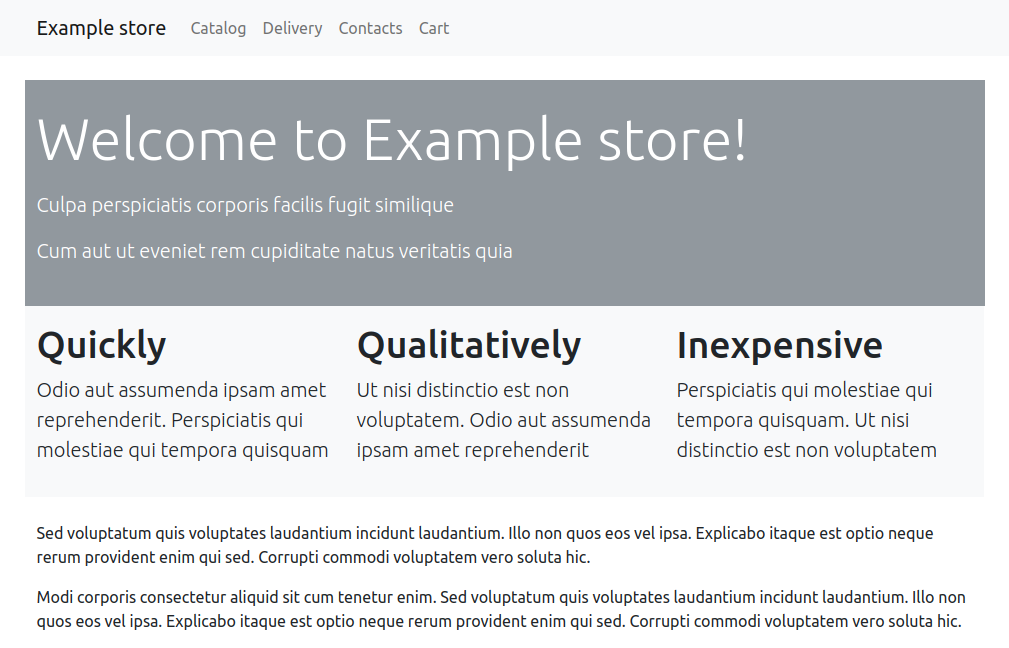 Example store Catalog Delivery Contacts Cart
Welcome to Example store!
Culpa perspiciatis corporis facilis fugit similique
Cum aut ut eveniet rem cupiditate natus veritatis quia
Quickly
Odio aut assumenda ipsam amet
reprehenderit. Perspiciatis qui
molestiae qui tempora quisquam
Qualitatively
Ut nisi distinctio est non
voluptatem. Odio aut assumenda
ipsam amet reprehenderit
Inexpensive
Perspiciatis qui molestiae qui
tempora quisquam. Ut nisi
distinctio est non voluptatem
Sed voluptatum quis voluptates laudantium incidunt laudantium. Illo non quos eos vel ipsa. Explicabo itaque est optio neque
rerum provident enim qui sed. Corrupti commodi voluptatem vero soluta hic.
Modi corporis consectetur aliquid sit cum tenetur enim. Sed voluptatum quis voluptates laudantium incidunt laudantium. Illo non
quos eos vel ipsa. Explicabo itaque est optio neque rerum provident enim qui sed. Corrupti commodi voluptatem vero soluta hic.